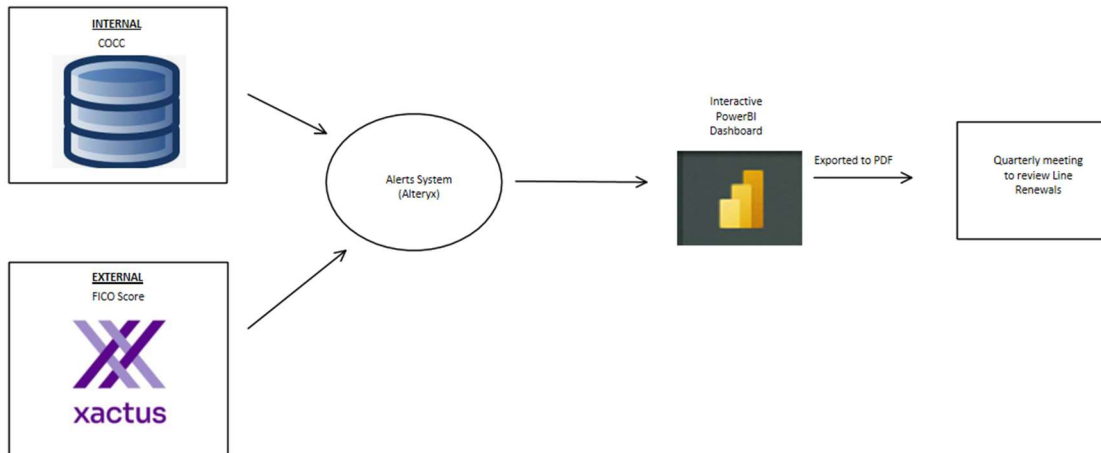 INTERNAL
COCC
Alerts System
(Alteryx)
Interactive
PowerBI
Dashboard
Exported to PDF
Quarterly meeting
to review Line
Renewals
EXTERNAL
FICO Score
xactus